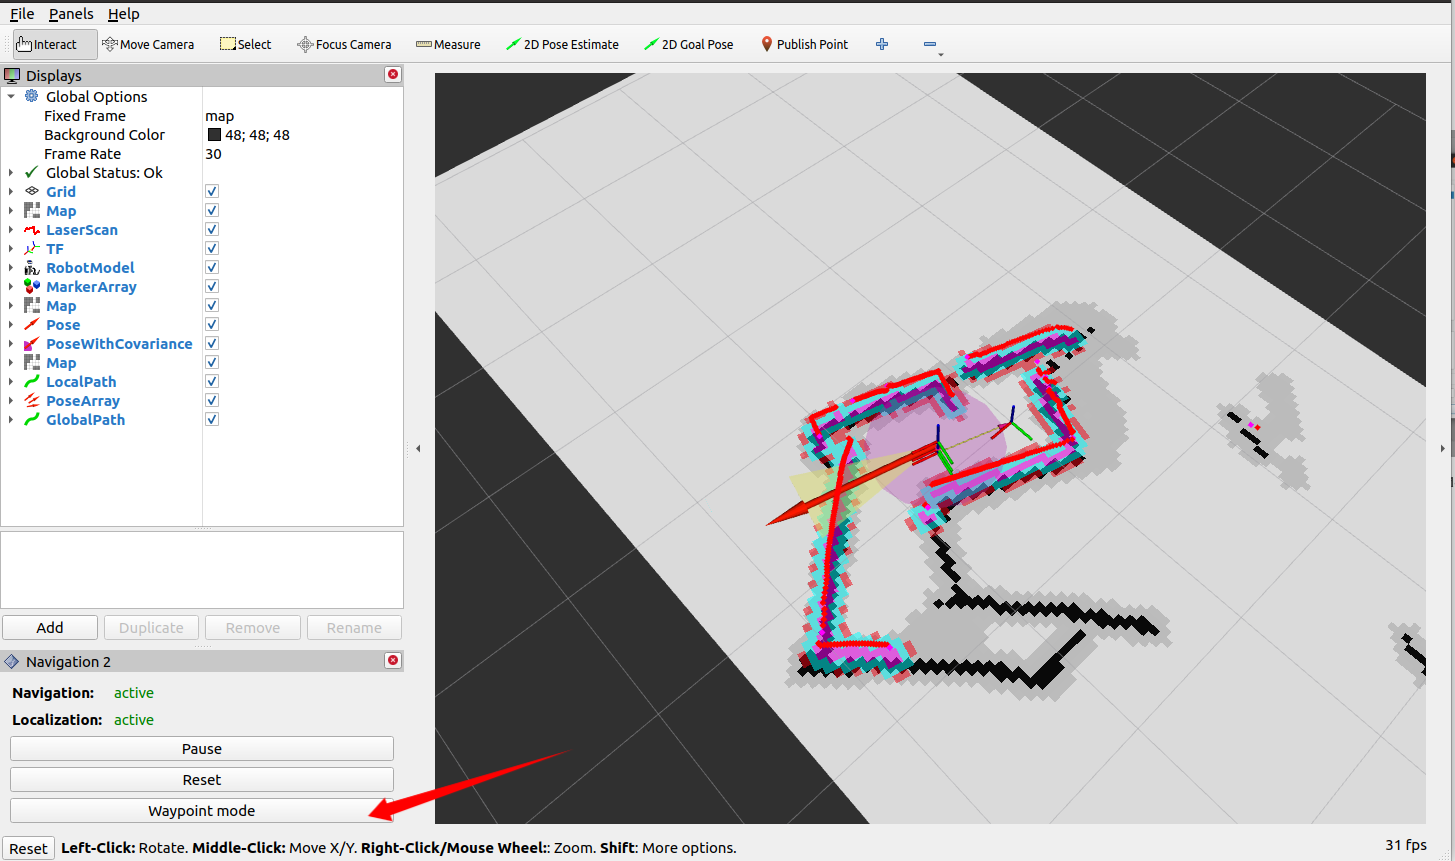 File Panels Help
Interact Move Camera Select Focus Camera Measure 2D Pose Estimate 2D Goal Pose Publish Point
Displays
Global Options
Fixed Frame map
Background Color 48; 48; 48
Frame Rate 30
Global Status: Ok
Grid
Map
LaserScan
TF
RobotModel
MarkerArray
Map
Pose
PoseWithCovariance
Map
LocalPath
PoseArray
GlobalPath
Add Duplicate Remove Rename
Navigation 2
Navigation: active
Localization: active
Pause
Reset
Waypoint mode
Reset Left-Click: Rotate. Middle-Click: Move X/Y. Right-Click/Mouse Wheel:: Zoom. Shift: More options. 31 fps